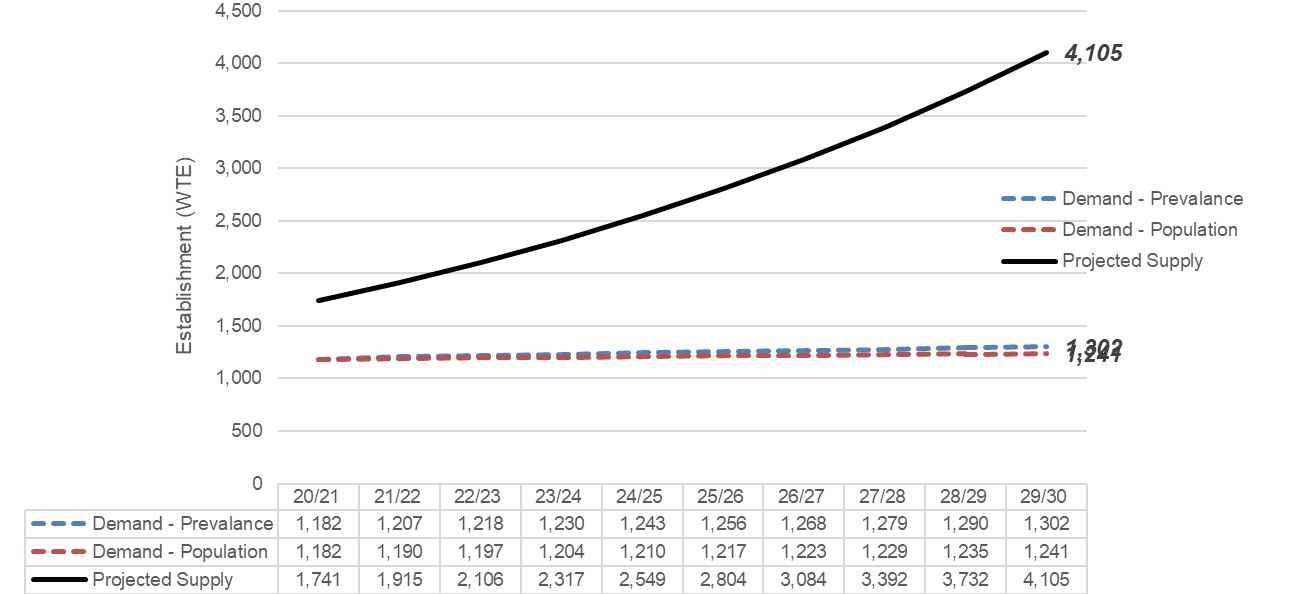 4,500
4,000
3,500
3,000
2,500
2,000
1,500
1,000
500
0
Establishment (WTE)
4,105
1,302
1,241
Demand - Prevalance
Demand - Population
Projected Supply
20/21 21/22 22/23 23/24 24/25 25/26 26/27 27/28 28/29 29/30
Demand - Prevalance 1,182 1,207 1,218 1,230 1,243 1,256 1,268 1,279 1,290 1,302
Demand - Population 1,182 1,190 1,197 1,204 1,210 1,217 1,223 1,229 1,235 1,241
Projected Supply 1,741 1,915 2,106 2,317 2,549 2,804 3,084 3,392 3,732 4,105